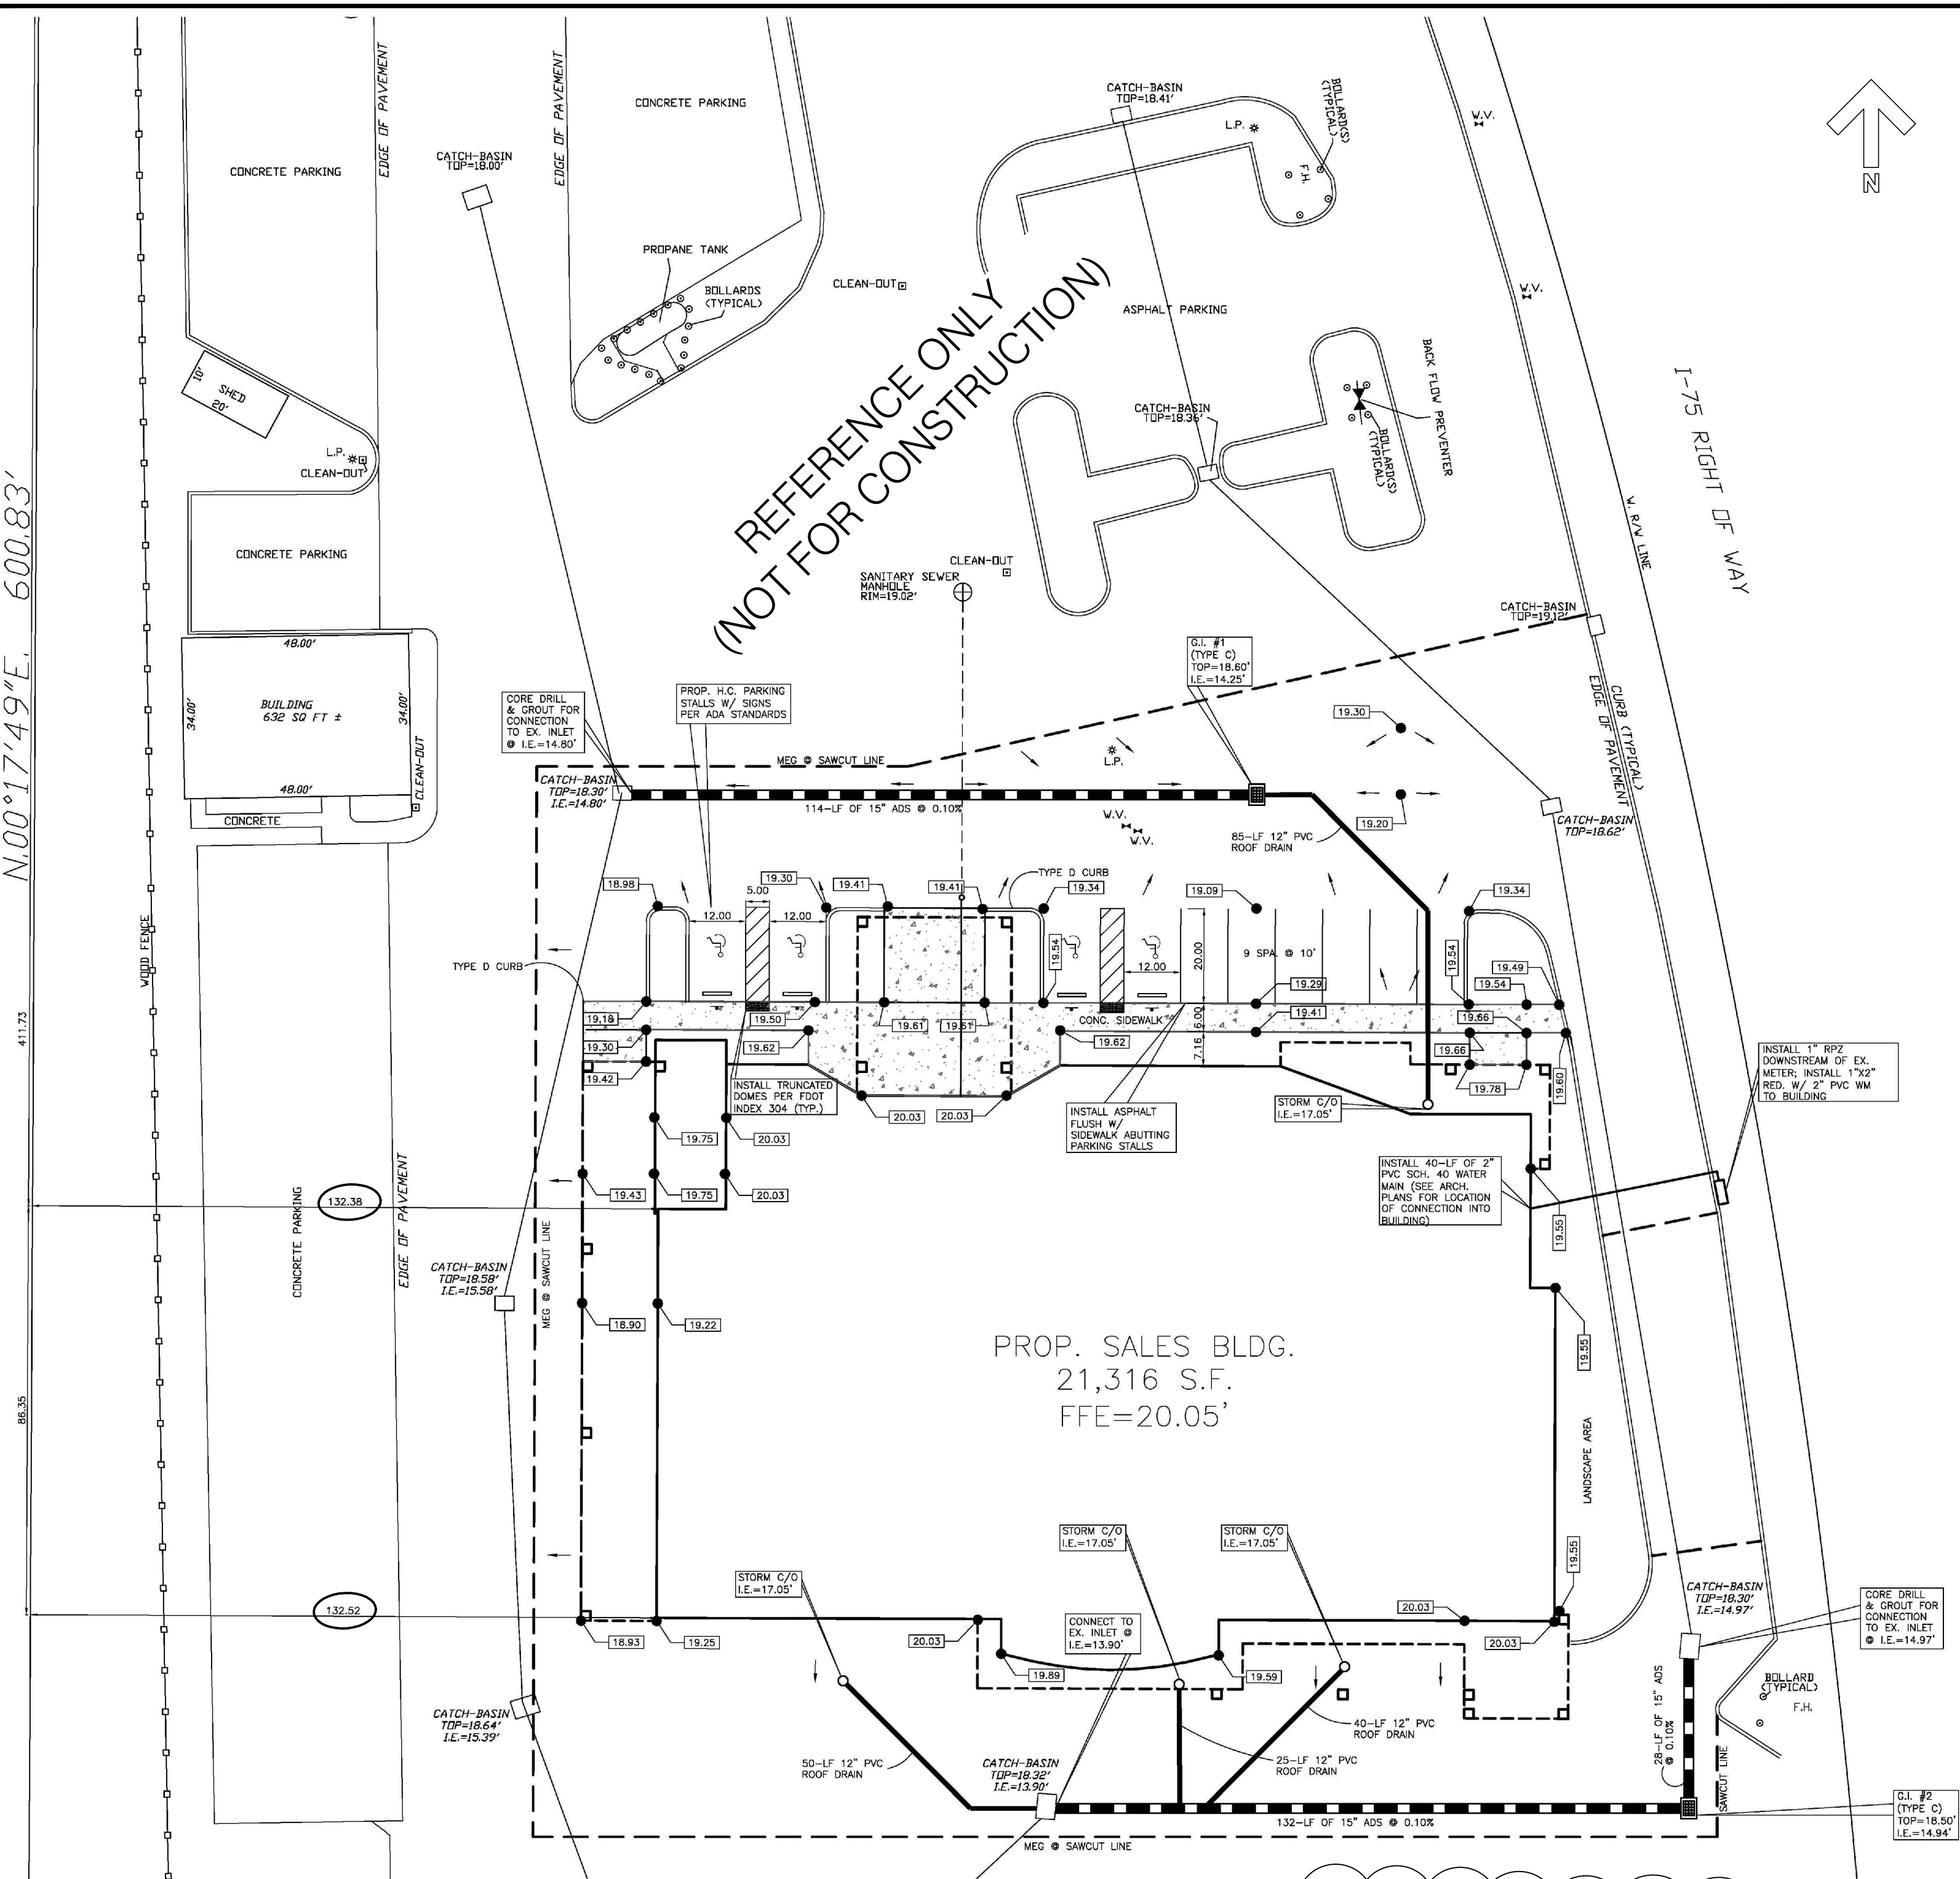 EDGE OF PAVEMENT
EDGE OF PAVEMENT
CONCRETE PARKING
CONCRETE PARKING
CATCH-BASIN
TOP=18.00'
CATCH-BASIN
TOP=18.41'
L.P.
F.H.
BOLLARD(S)
(TYPICAL)
W.V.
N
PROPANE TANK
BOLLARDS
(TYPICAL)
CLEAN-OUT
REFERENCE ONLY
(NOT FOR CONSTRUCTION)
ASPHALT PARKING
W.V.
10'
SHED
20'
CATCH-BASIN
TOP=18.36'
BOLLARD(S)
(TYPICAL)
BACK FLOW PREVENTER
I-75 RIGHT OF WAY
W. R/W LINE
L.P.
CLEAN-OUT
N.00°17'49"E. 600.83'
CONCRETE PARKING
CLEAN-OUT
SANITARY SEWER
MANHOLE
RIM=19.02'
CATCH-BASIN
TOP=19.12'
48.00'
34.00'
BUILDING
632 SQ FT ±
34.00'
48.00'
CLEAN-OUT
CONCRETE
CORE DRILL
& GROUT FOR
CONNECTION
TO EX. INLET
@ I.E.=14.80'
PROP. H.C. PARKING
STALLS W/ SIGNS
PER ADA STANDARDS
G.I. #1
(TYPE C)
TOP=18.60'
I.E.=14.25'
CURB (TYPICAL)
EDGE OF PAVEMENT
19.30
MEG @ SAWCUT LINE
L.P.
CATCH-BASIN
TOP=18.30'
I.E.=14.80'
114-LF OF 15" ADS @ 0.10%
W.V.
W.V.
85-LF 12" PVC
ROOF DRAIN
19.20
CATCH-BASIN
TOP=18.62'
WOOD FENCE
18.98
5.00
19.30
19.41
19.41
TYPE D CURB
19.34
19.09
19.34
12.00
12.00
19.54
12.00
20.00
9 SPA. @ 10'
19.54
19.49
TYPE D CURB
19.29
19.54
19.18
19.50
19.61
19.61
CONC. SIDEWALK
6.00
19.41
19.66
19.30
19.62
19.62
7.16
19.66
19.42
19.78
19.60
INSTALL TRUNCATED
DOMES PER FDOT
INDEX 304 (TYP.)
20.03
20.03
INSTALL ASPHALT
FLUSH W/
SIDEWALK ABUTTING
PARKING STALLS
STORM C/O
I.E.=17.05'
INSTALL 1" RPZ
DOWNSTREAM OF EX.
METER; INSTALL 1"X2"
RED. W/ 2" PVC WM
TO BUILDING
411.73
19.75
20.03
INSTALL 40-LF OF 2"
PVC SCH. 40 WATER
MAIN (SEE ARCH.
PLANS FOR LOCATION
OF CONNECTION INTO
BUILDING)
132.38
19.43
19.75
20.03
19.55
CONCRETE PARKING
EDGE OF PAVEMENT
MEG @ SAWCUT LINE
CATCH-BASIN
TOP=18.58'
I.E.=15.58'
18.90
19.22
19.55
PROP. SALES BLDG.
21,316 S.F.
FFE=20.05'
86.35
LANDSCAPE AREA
STORM C/O
I.E.=17.05'
STORM C/O
I.E.=17.05'
STORM C/O
I.E.=17.05'
19.55
132.52
CATCH-BASIN
TOP=18.30'
I.E.=14.97'
CORE DRILL
& GROUT FOR
CONNECTION
TO EX. INLET
@ I.E.=14.97'
18.93
19.25
20.03
CONNECT TO
EX. INLET @
I.E.=13.90'
20.03
20.03
19.89
19.59
CATCH-BASIN
TOP=18.64'
I.E.=15.39'
50-LF 12" PVC
ROOF DRAIN
CATCH-BASIN
TOP=18.32'
I.E.=13.90'
40-LF 12" PVC
ROOF DRAIN
25-LF 12" PVC
ROOF DRAIN
28-LF OF 15" ADS
@ 0.10%
BOLLARD
(TYPICAL)
F.H.
SAWCUT LINE
132-LF OF 15" ADS @ 0.10%
MEG @ SAWCUT LINE
G.I. #2
(TYPE C)
TOP=18.50'
I.E.=14.94'